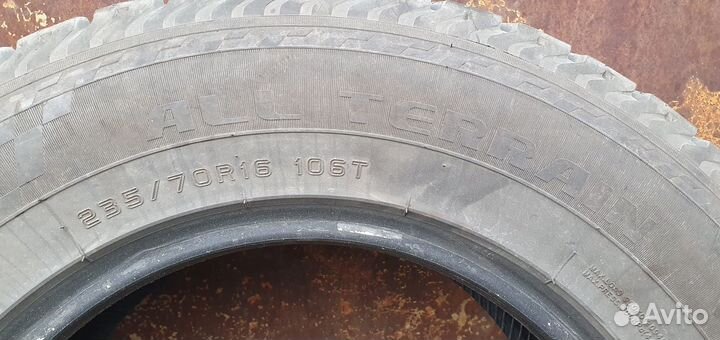 ALL TERRAIN
235/70R16 106T
Avito